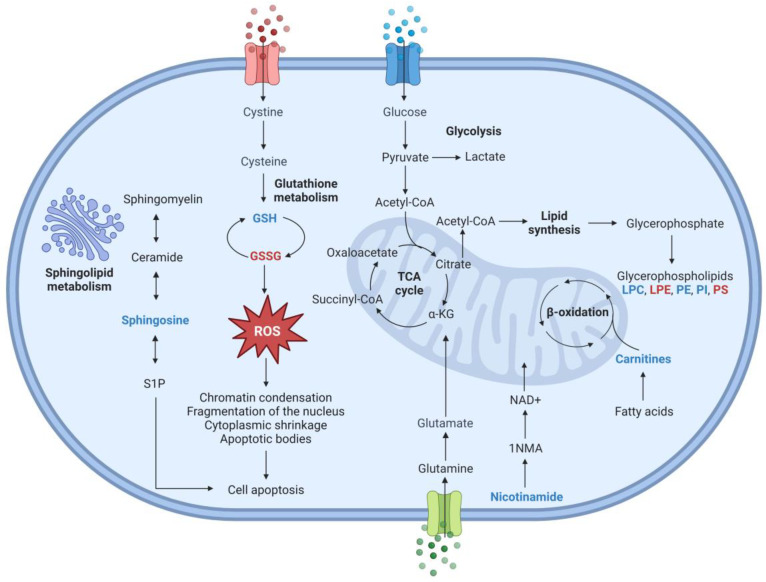 Cystine
Cysteine
Glutathione
metabolism
GSH
GSSG
ROS
Chromatin condensation
Fragmentation of the nucleus
Cytoplasmic shrinkage
Apoptotic bodies
Cell apoptosis
Sphingomyelin
Ceramide
Sphingolipid
metabolism
Sphingosine
S1P
Glucose
Glycolysis
Pyruvate
Lactate
Acetyl-CoA
Acetyl-CoA
Lipid
synthesis
Glycerophosphate
Glycerophospholipids
LPC, LPE, PE, PI, PS
Oxaloacetate
Citrate
TCA
cycle
Succinyl-CoA
α-KG
β-oxidation
Carnitines
Fatty acids
Glutamate
Glutamine
NAD+
1NMA
Nicotinamide